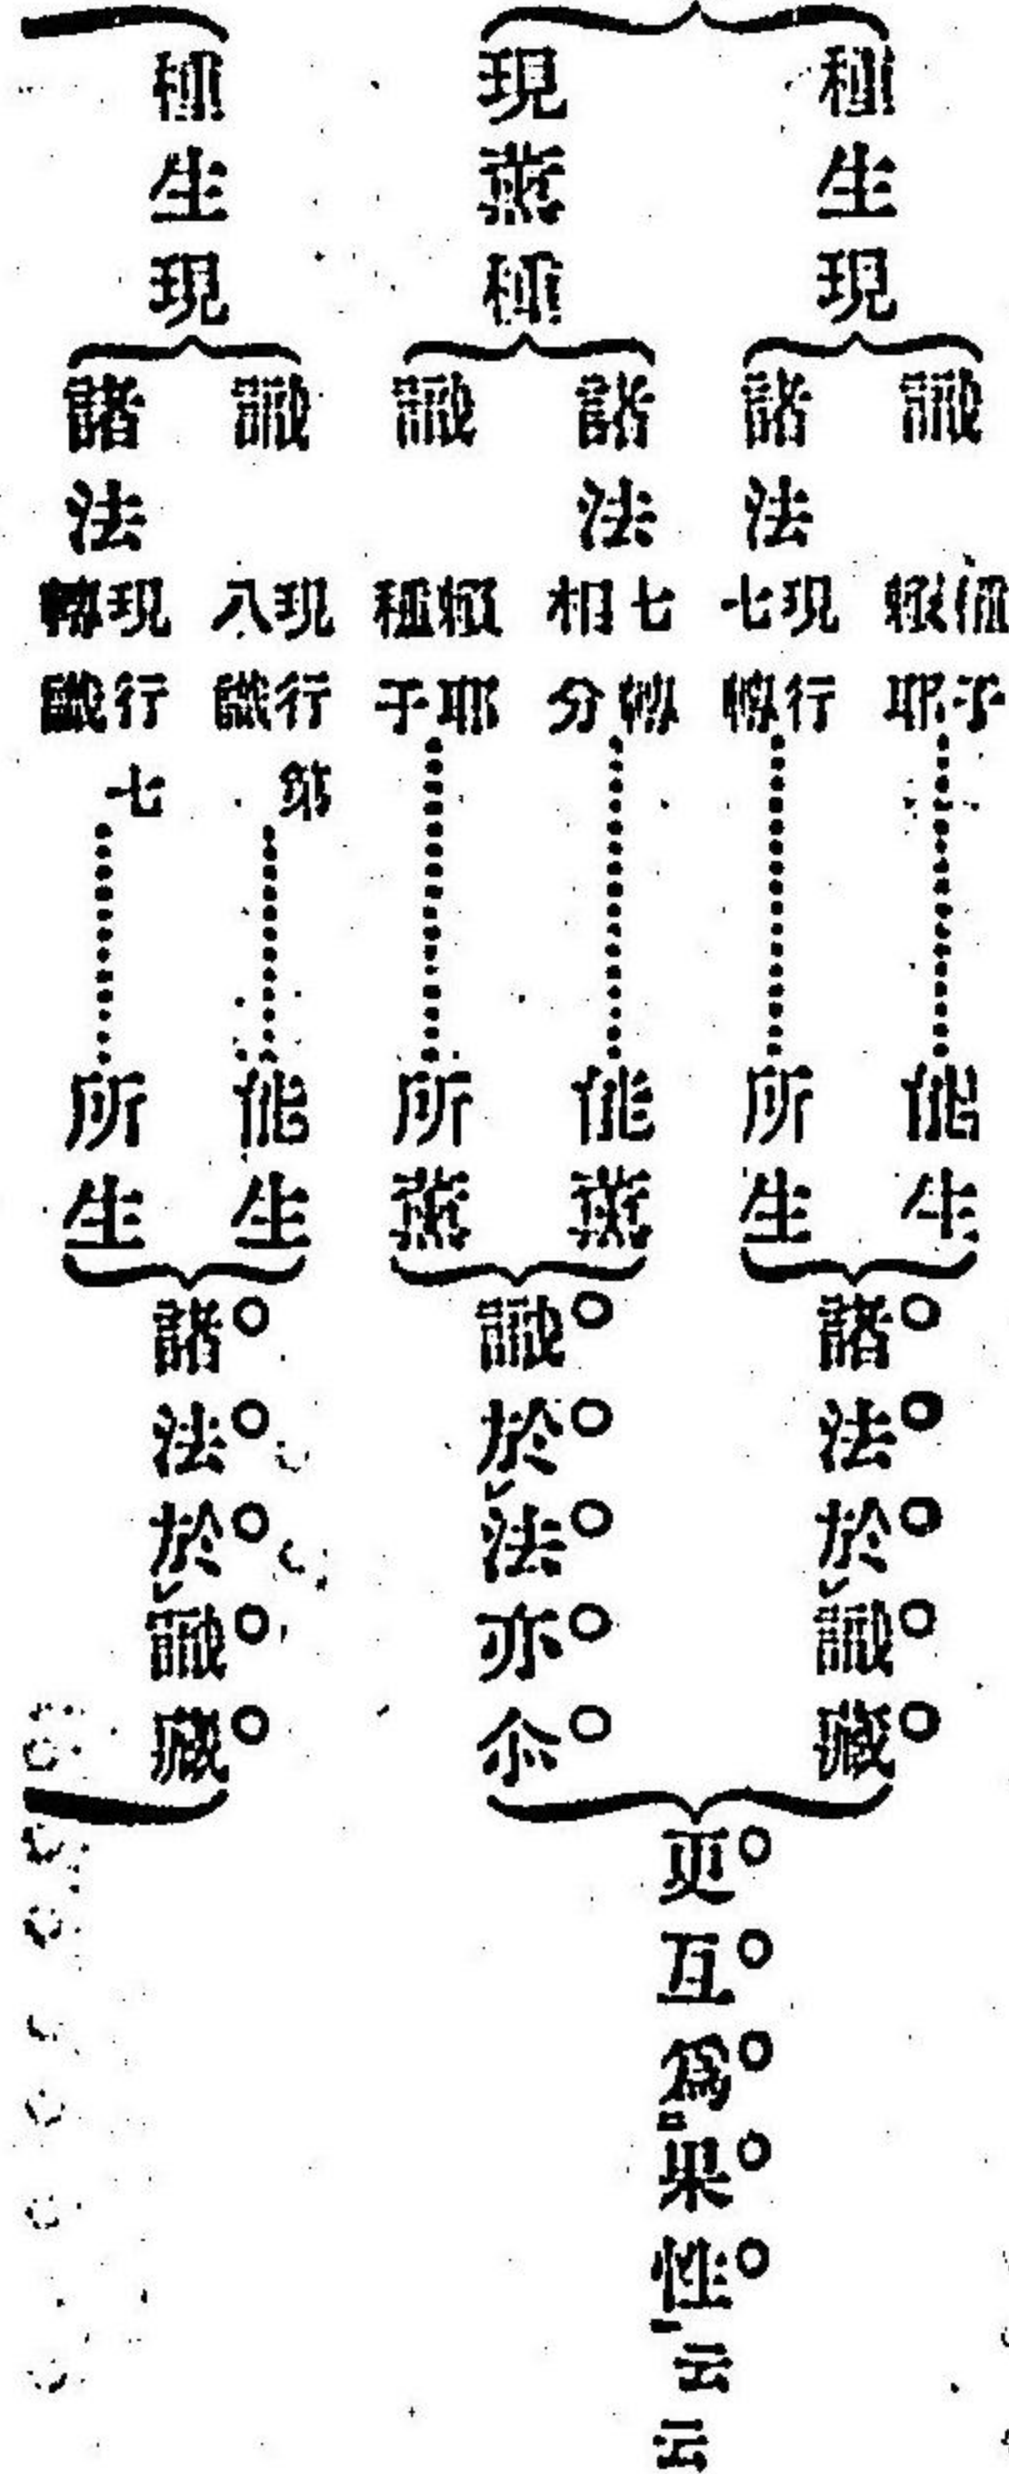 種生現
識
種子賴耶
能生
諸法
現行七轉
所生
諸法於識藏
現熏種
諸法
七轉相分
能熏
識
賴耶種子
所熏
識於法亦尒
更互爲果性云云
種生現
識
現行第八識
能生
諸法
現行七轉識
所生
諸法於識藏